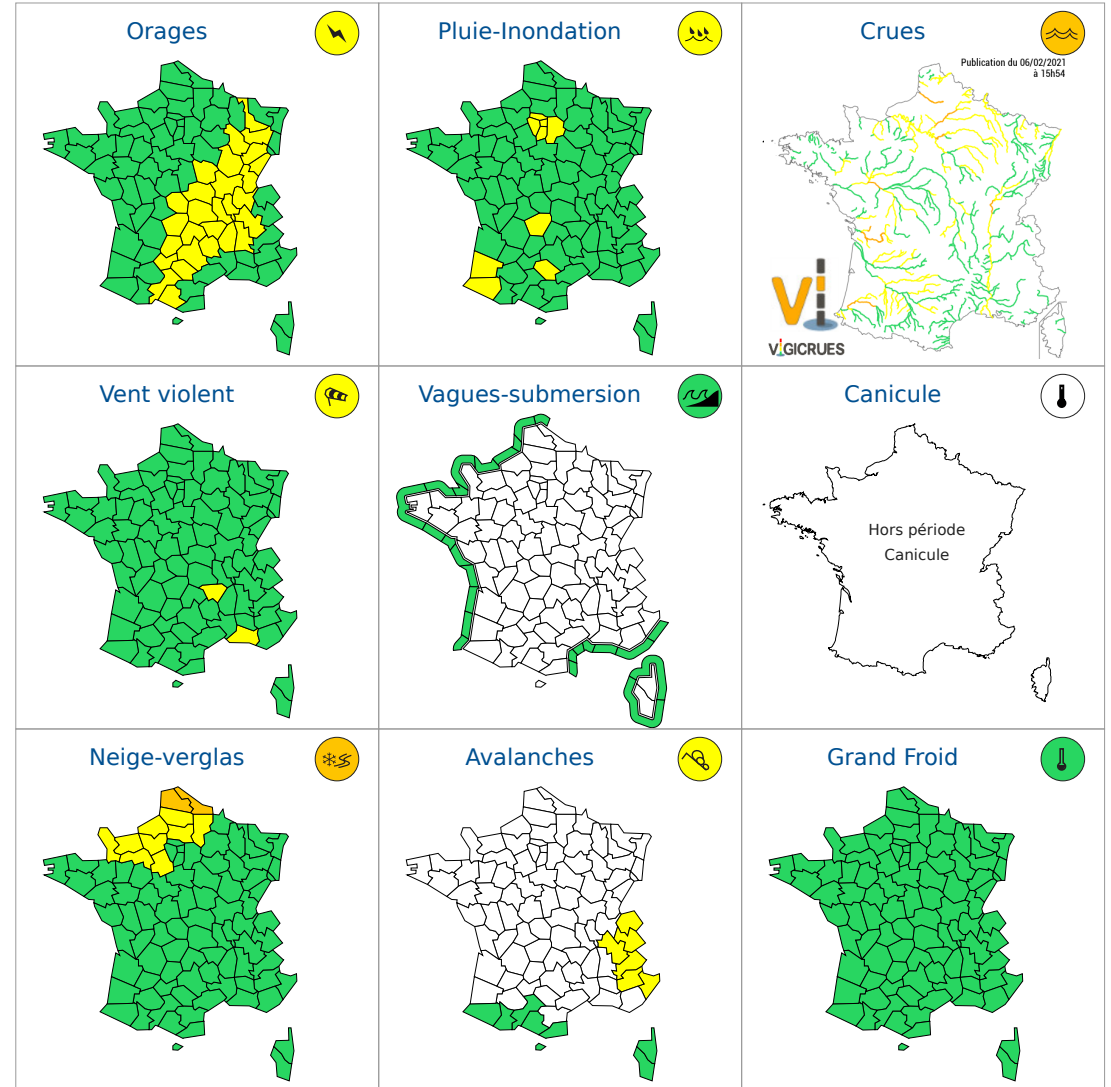 Orages
Pluie-Inondation
Crues
Publication du 06/02/2021
à 15h54
Vi
VIGICRUES
Vent violent
Vagues-submersion
Canicule
Hors période
Canicule
Neige-verglas
Avalanches
Grand Froid